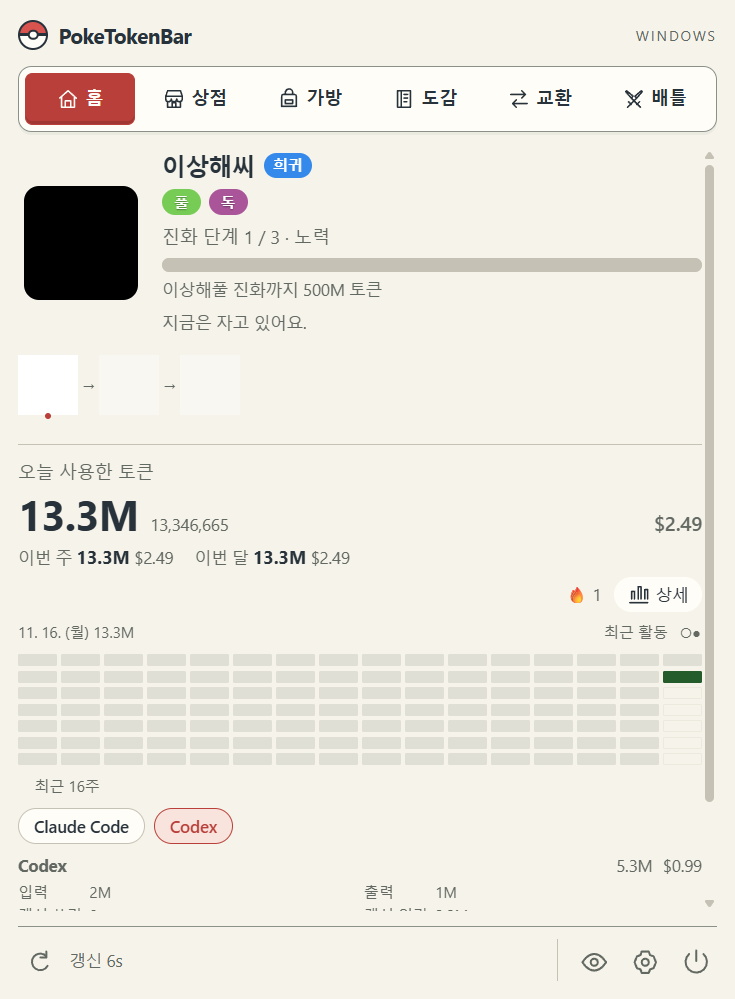 PokeTokenBar
WINDOWS
홈 상점 가방 도감 교환 배틀
이상해씨 희귀
풀 독
진화 단계 1 / 3 · 노력
이상해풀 진화까지 500M 토큰
지금은 자고 있어요.
→ →
오늘 사용한 토큰
13.3M 13,346,665 $2.49
이번 주 13.3M $2.49 이번 달 13.3M $2.49
1 상세
11. 16. (월) 13.3M 최근 활동
최근 16주
Claude Code Codex
Codex 5.3M $0.99
입력 2M 출력 1M
갱신 6s